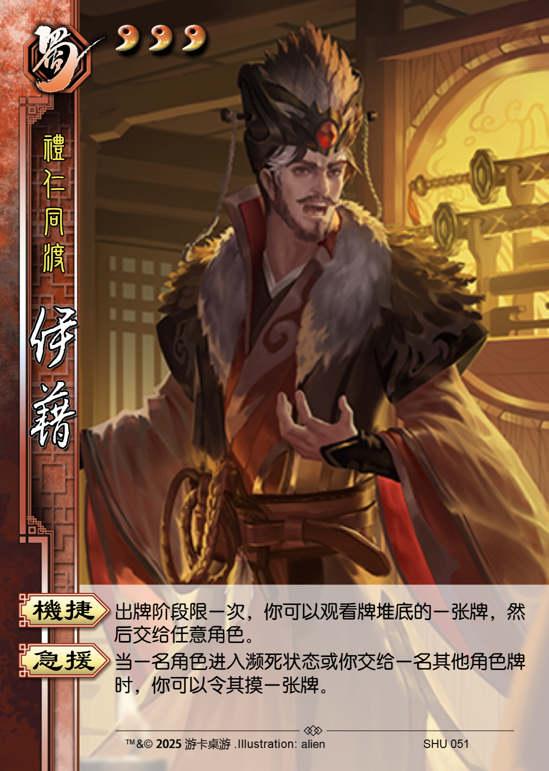 蜀
禮仁同渡
伊藉
機捷
出牌阶段限一次，你可以观看牌堆底的一张牌，然
后交给任意角色。
急援
当一名角色进入濒死状态或你交给一名其他角色牌
时，你可以令其摸一张牌。
™&© 2025 游卡桌游 .Illustration: alien
SHU 051